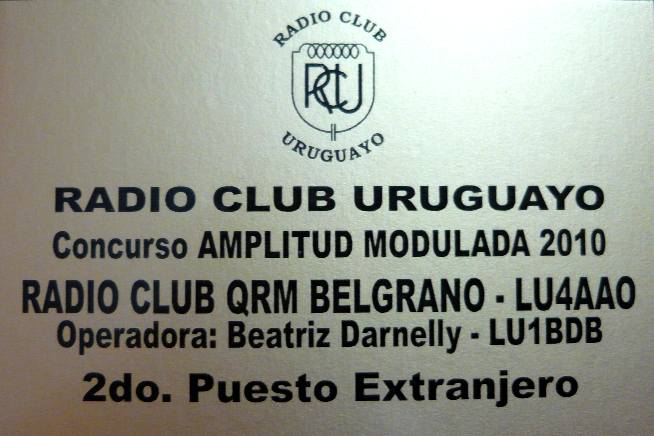 RADIO CLUB
RCU
URUGUAYO
RADIO CLUB URUGUAYO
Concurso AMPLITUD MODULADA 2010
RADIO CLUB QRM BELGRANO - LU4AAO
Operadora: Beatriz Darnelly - LU1BDB
2do. Puesto Extranjero